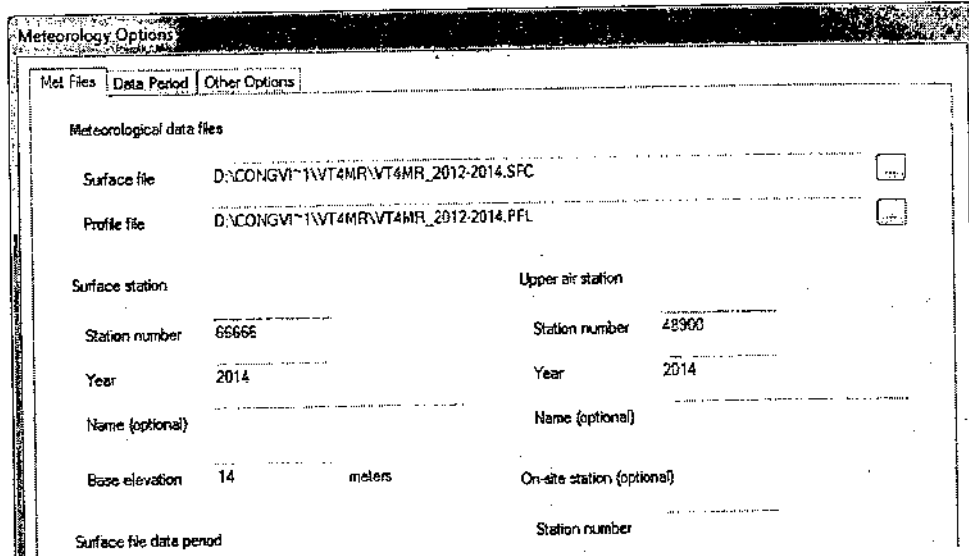 Meteorology Options
Met Files Data Period Other Options
Meteorological data files
Surface file D:\CONGVI~1\VT4MR\VT4MR_2012-2014.SFC ...
Profile file D:\CONGVI~1\VT4MR\VT4MR_2012-2014.PFL ...
Surface station
Upper air station
Station number 66666
Station number 48900
Year 2014
Year 2014
Name (optional)
Name (optional)
Base elevation 14 meters
On-site station (optional)
Station number
Surface file data period